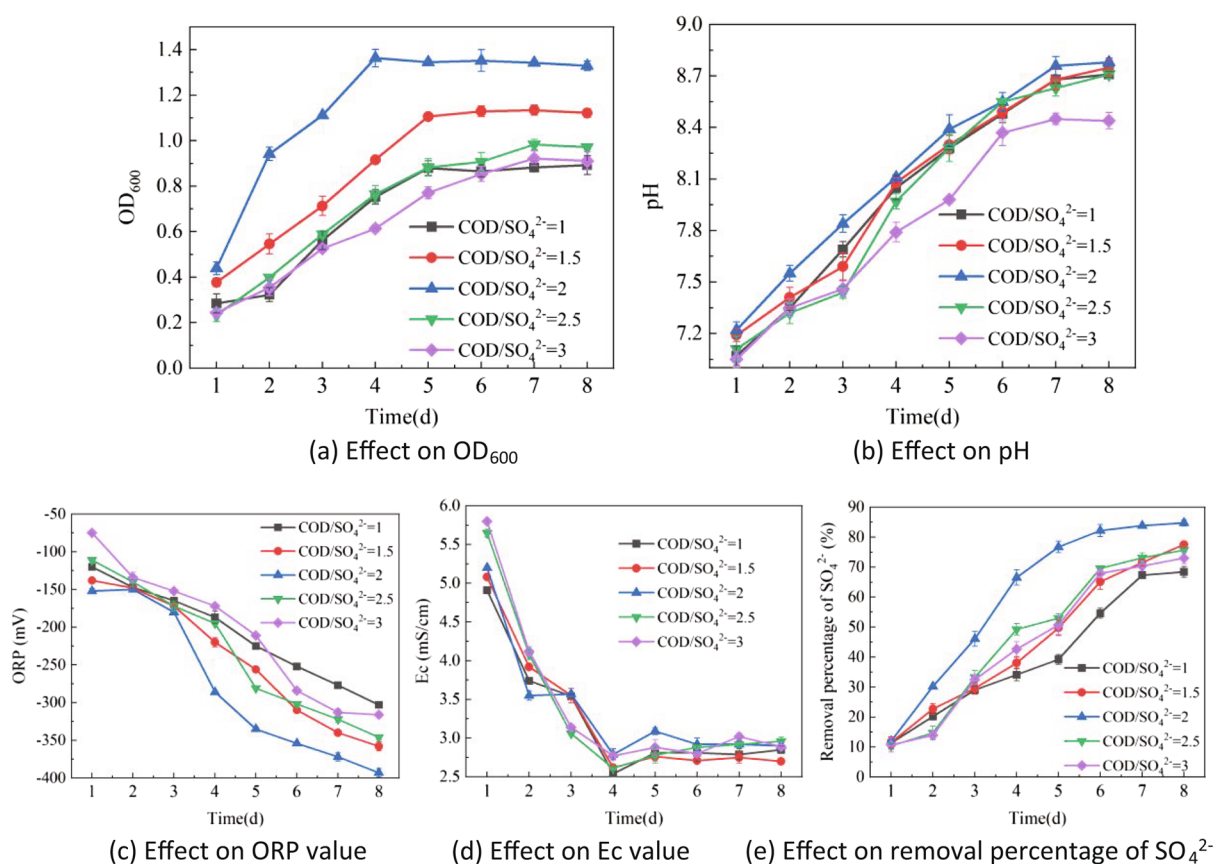 1.4
1.2
1.0
0.8
0.6
0.4
0.2
0.0
OD₆₀₀
COD/SO₄²⁻=1
COD/SO₄²⁻=1.5
COD/SO₄²⁻=2
COD/SO₄²⁻=2.5
COD/SO₄²⁻=3
1 2 3 4 5 6 7 8
Time(d)
(a) Effect on OD₆₀₀
9.0
8.7
8.4
8.1
7.8
7.5
7.2
pH
COD/SO₄²⁻=1
COD/SO₄²⁻=1.5
COD/SO₄²⁻=2
COD/SO₄²⁻=2.5
COD/SO₄²⁻=3
1 2 3 4 5 6 7 8
Time(d)
(b) Effect on pH
-50
-75
-100
-150
-200
-250
-300
-350
-400
ORP (mV)
COD/SO₄²⁻=1
COD/SO₄²⁻=1.5
COD/SO₄²⁻=2
COD/SO₄²⁻=2.5
COD/SO₄²⁻=3
1 2 3 4 5 6 7 8
Time(d)
(c) Effect on ORP value
6.0
5.5
5.0
4.5
4.0
3.5
3.0
2.5
Ec (mS/cm)
COD/SO₄²⁻=1
COD/SO₄²⁻=1.5
COD/SO₄²⁻=2
COD/SO₄²⁻=2.5
COD/SO₄²⁻=3
1 2 3 4 5 6 7 8
Time(d)
(d) Effect on Ec value
90
80
70
60
50
40
30
20
10
0
Removal percentage of SO₄²⁻ (%)
COD/SO₄²⁻=1
COD/SO₄²⁻=1.5
COD/SO₄²⁻=2
COD/SO₄²⁻=2.5
COD/SO₄²⁻=3
1 2 3 4 5 6 7 8
Time(d)
(e) Effect on removal percentage of SO₄²⁻